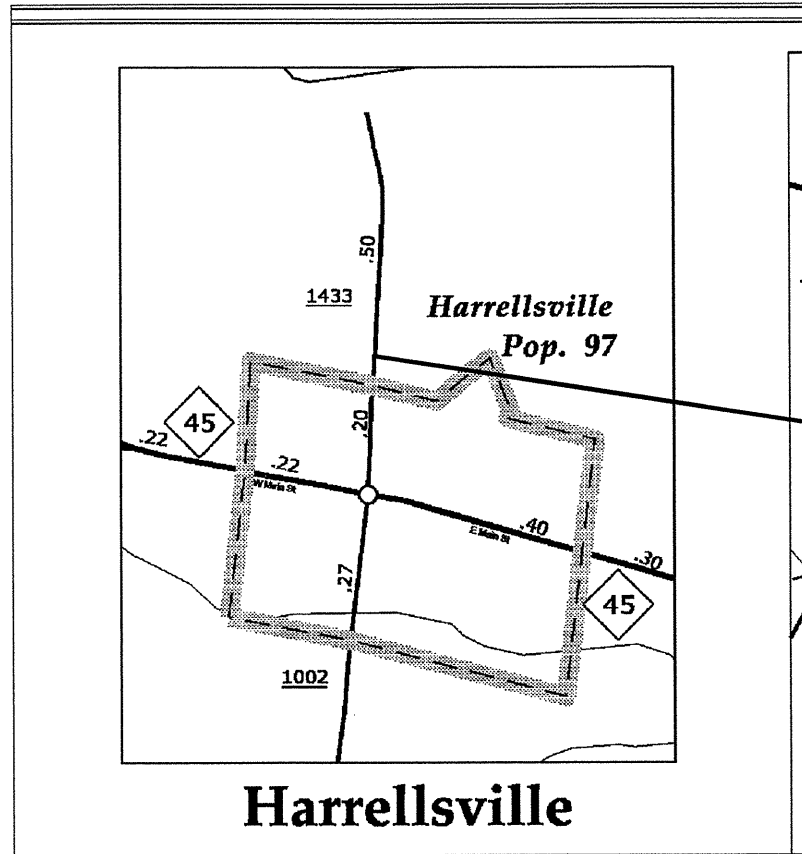 .50
1433
Harrellsville
Pop. 97
45
.20
.22
.22
W Main St
.40
E Main St
.30
.27
45
1002
Harrellsville